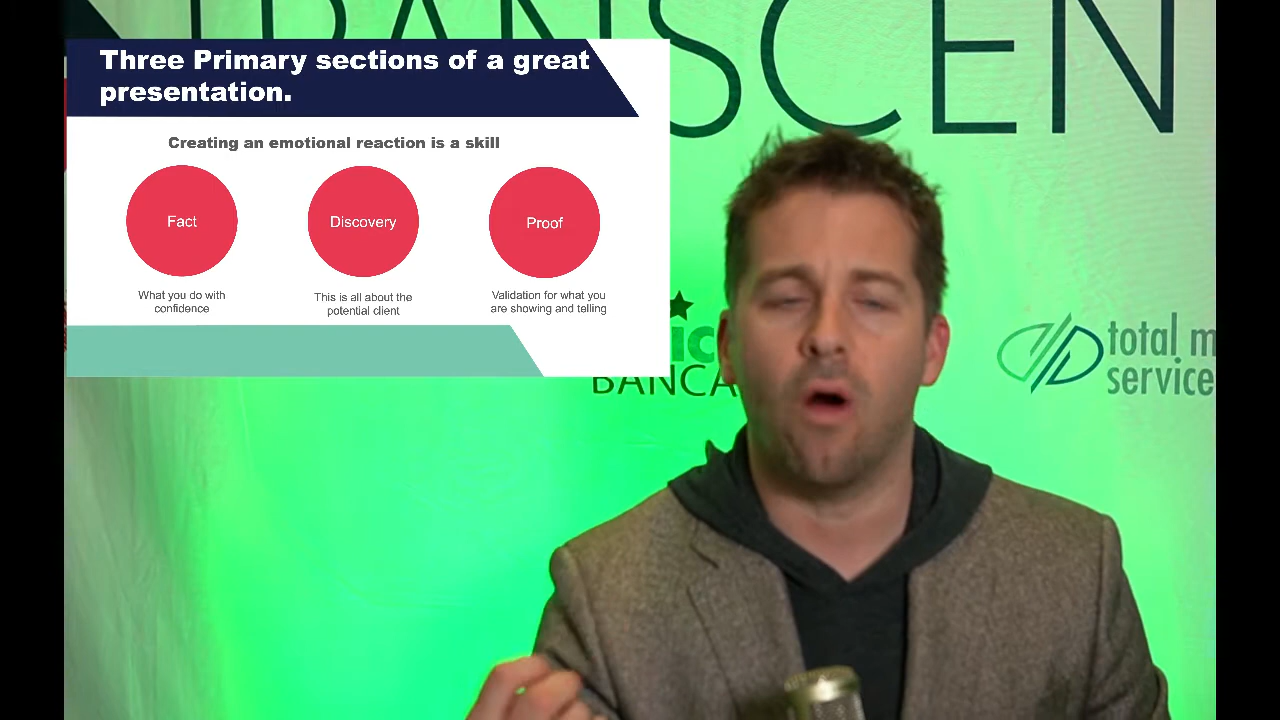 Three Primary sections of a great
presentation.
Creating an emotional reaction is a skill
Fact
Discovery
Proof
What you do with
confidence
This is all about the
potential client
Validation for what you
are showing and telling
total m
service
BANCA